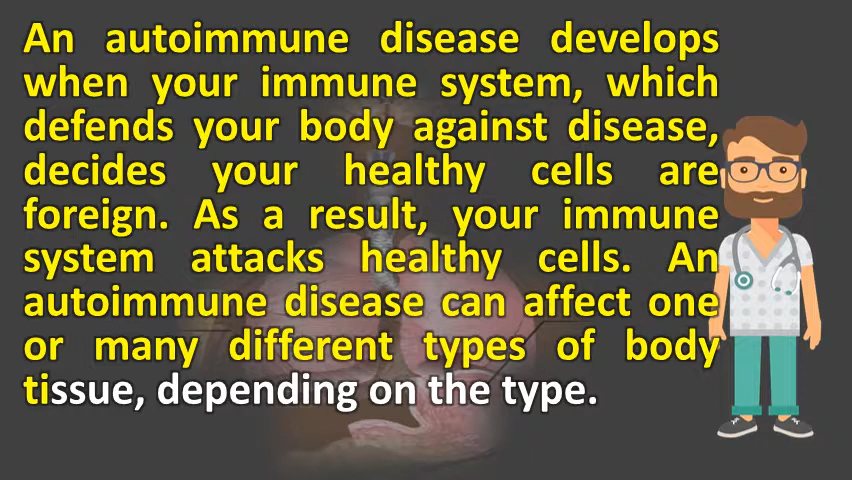 An autoimmune disease develops
when your immune system, which
defends your body against disease,
decides your healthy cells are
foreign. As a result, your immune
system attacks healthy cells. An
autoimmune disease can affect one
or many different types of body
tissue, depending on the type.